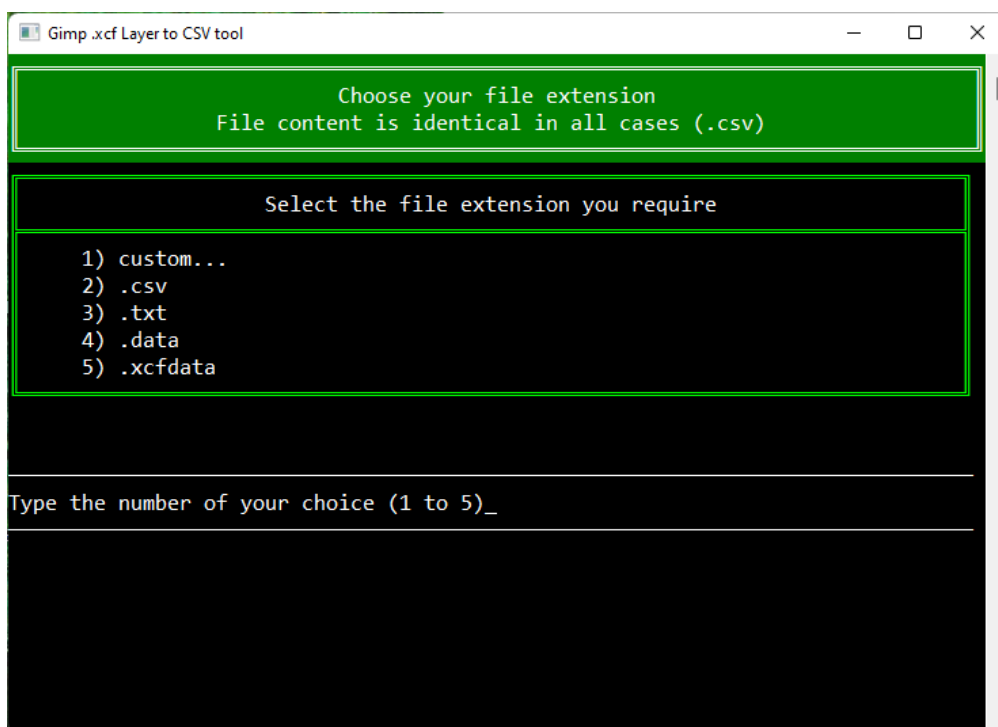 Gimp .xcf Layer to CSV tool
Choose your file extension
File content is identical in all cases (.csv)
Select the file extension you require
1) custom...
2) .csv
3) .txt
4) .data
5) .xcfdata
Type the number of your choice (1 to 5)_